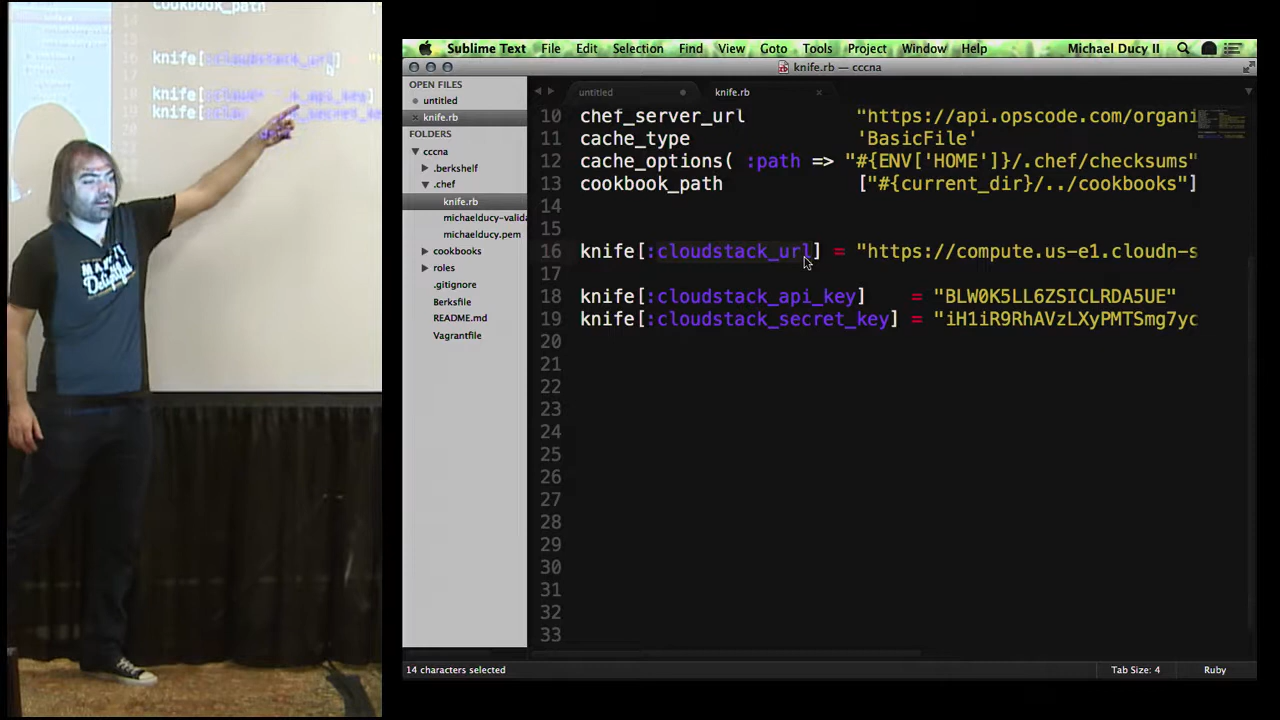 cookbook_path
16 knife[:cloudstack_url]
18 knife[
19 knife[
20
Sublime Text File Edit Selection Find View Goto Tools Project Window Help Michael Ducy II
knife.rb — cccna
OPEN FILES
untitled
knife.rb
FOLDERS
cccna
.berkshelf
.chef
knife.rb
michaelducy-valida
michaelducy.pem
cookbooks
roles
.gitignore
Berksfile
README.md
Vagrantfile
untitled knife.rb
10 chef_server_url "https://api.opscode.com/organi
11 cache_type 'BasicFile'
12 cache_options( :path => "#{ENV['HOME']}/.chef/checksums"
13 cookbook_path ["#{current_dir}/../cookbooks"]
14
15
16 knife[:cloudstack_url] = "https://compute.us-e1.cloudn-s
17
18 knife[:cloudstack_api_key] = "BLW0K5LL6ZSICLRDA5UE"
19 knife[:cloudstack_secret_key] = "iH1iR9RhAVzLXyPMTSmg7yc
20
21
22
23
24
25
26
27
28
29
30
31
32
33
14 characters selected Tab Size: 4 Ruby